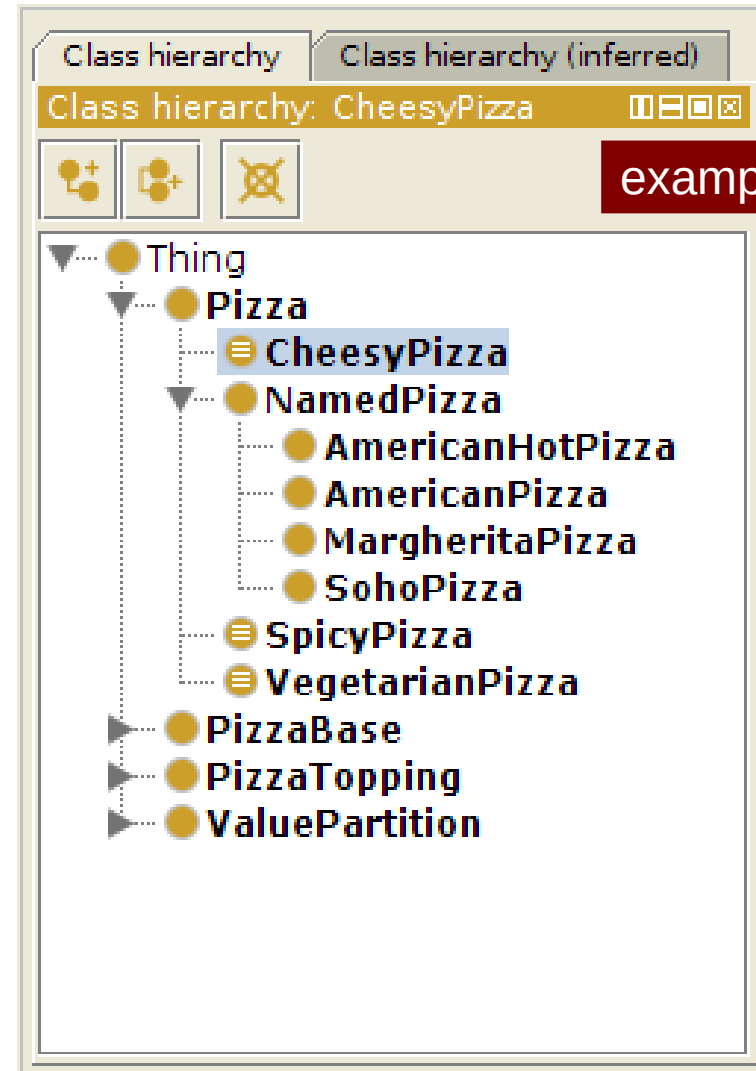 Class hierarchy Class hierarchy (inferred)
Class hierarchy: CheesyPizza
examp
Thing
Pizza
CheesyPizza
NamedPizza
AmericanHotPizza
AmericanPizza
MargheritaPizza
SohoPizza
SpicyPizza
VegetarianPizza
PizzaBase
PizzaTopping
ValuePartition